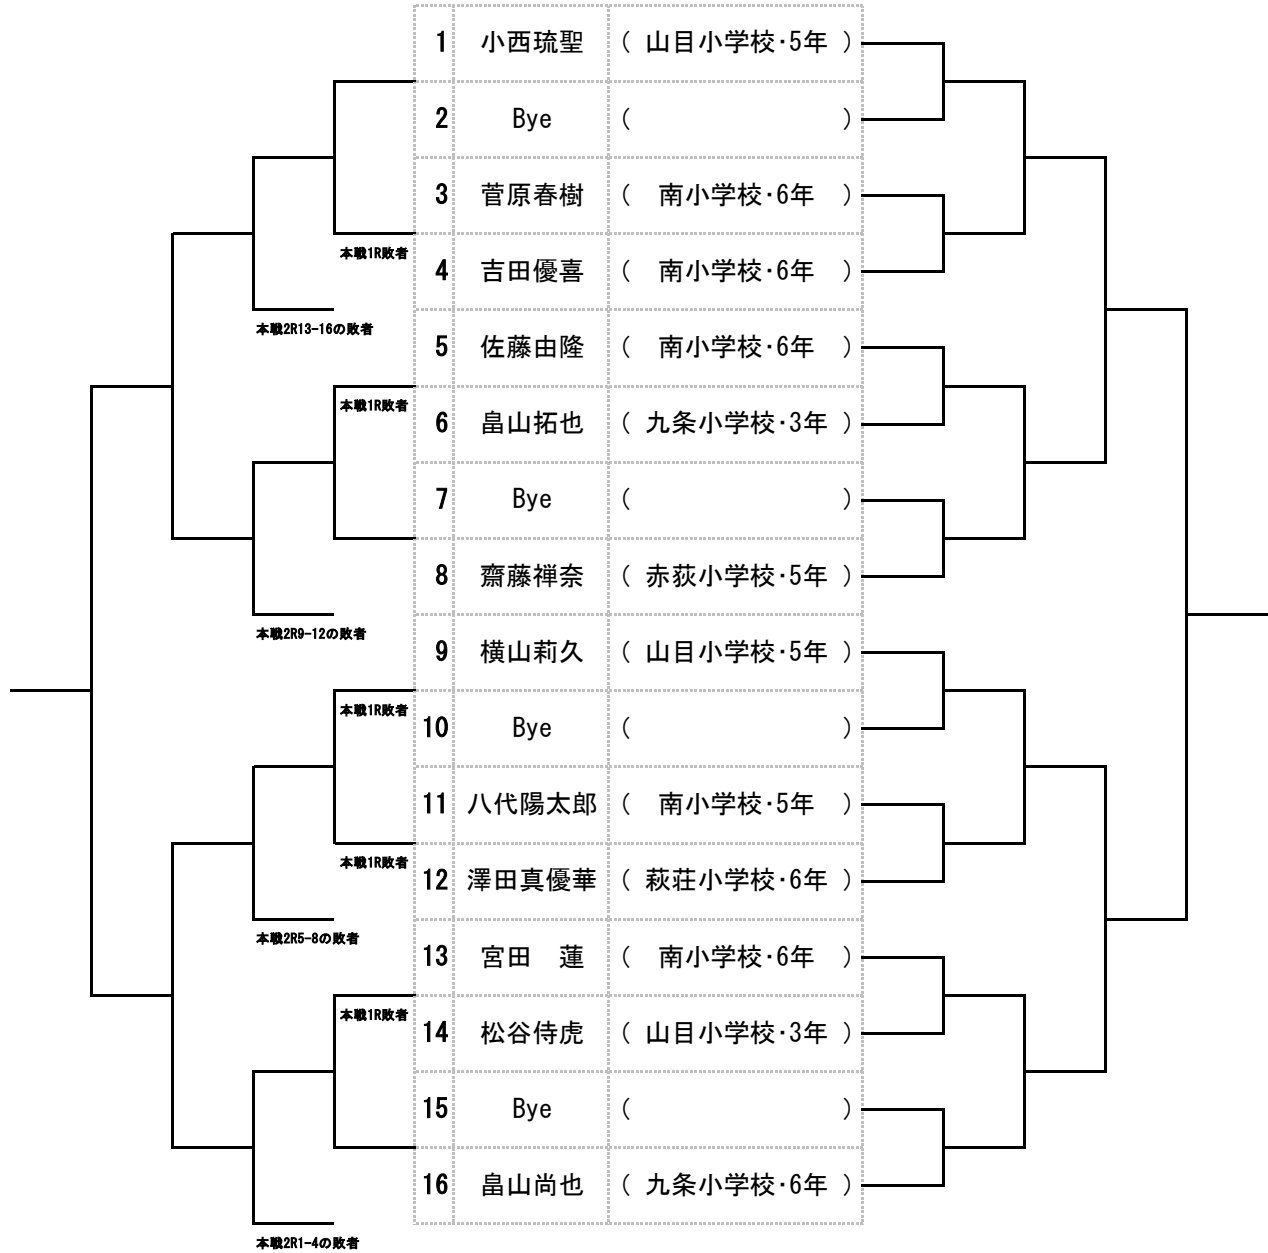 1 小西琉聖 ( 山目小学校・5年 )
2 Bye ( )
3 菅原春樹 ( 南小学校・6年 )
本戦1R敗者
4 吉田優喜 ( 南小学校・6年 )
本戦2R13-16の敗者
5 佐藤由隆 ( 南小学校・6年 )
本戦1R敗者
6 畠山拓也 ( 九条小学校・3年 )
7 Bye ( )
8 齋藤禅奈 ( 赤荻小学校・5年 )
本戦2R9-12の敗者
9 横山莉久 ( 山目小学校・5年 )
本戦1R敗者
10 Bye ( )
11 八代陽太郎 ( 南小学校・5年 )
本戦1R敗者
12 澤田真優華 ( 萩荘小学校・6年 )
本戦2R5-8の敗者
13 宮田　蓮 ( 南小学校・6年 )
本戦1R敗者
14 松谷侍虎 ( 山目小学校・3年 )
15 Bye ( )
16 畠山尚也 ( 九条小学校・6年 )
本戦2R1-4の敗者